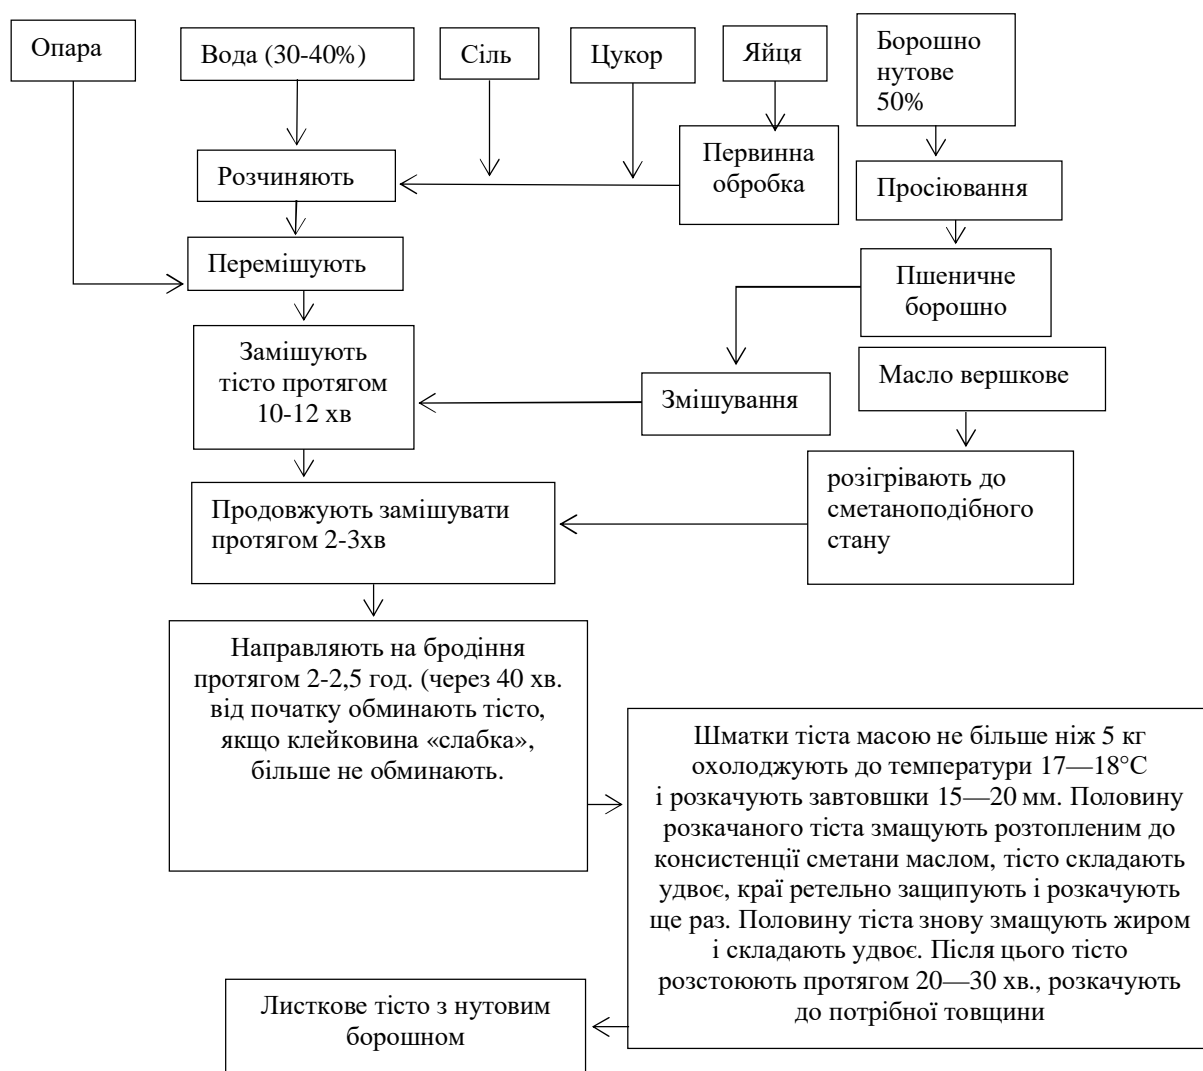 Опара
Вода (30-40%)
Сіль
Цукор
Яйця
Борошно
нутове
50%
Розчиняють
Первинна
обробка
Просіювання
Перемішують
Пшеничне
борошно
Замішують
тісто протягом
10-12 хв
Змішування
Масло вершкове
Продовжують замішувати
протягом 2-3хв
розігрівають до
сметаноподібного
стану
Направляють на бродіння
протягом 2-2,5 год. (через 40 хв.
від початку обминають тісто,
якщо клейковина «слабка»,
більше не обминають.
Шматки тіста масою не більше ніж 5 кг
охолоджують до температури 17—18°С
і розкачують завтовшки 15—20 мм. Половину
розкачаного тіста змащують розтопленим до
консистенції сметани маслом, тісто складають
удвоє, краї ретельно защипують і розкачують
ще раз. Половину тіста знову змащують жиром
і складають удвоє. Після цього тісто
розстоюють протягом 20—30 хв., розкачують
до потрібної товщини
Листкове тісто з нутовим
борошном